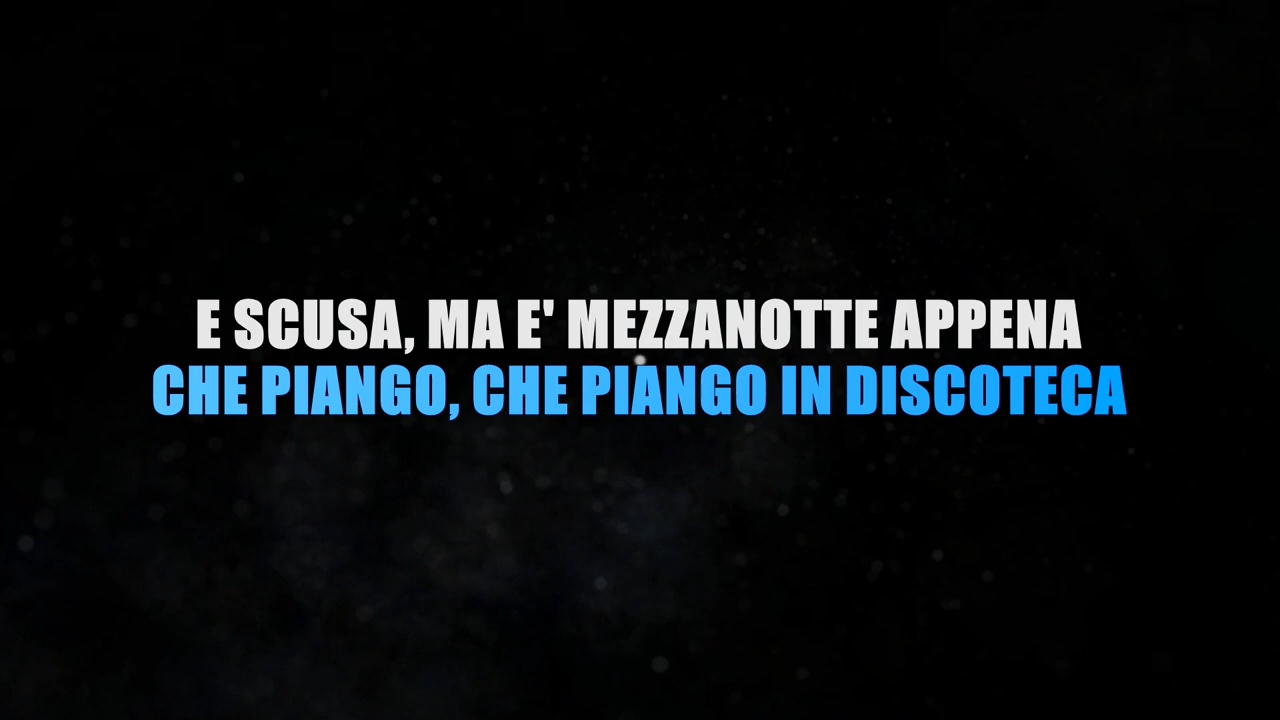 E SCUSA, MA E' MEZZANOTTE APPENA
CHE PIANGO, CHE PIANGO IN DISCOTECA